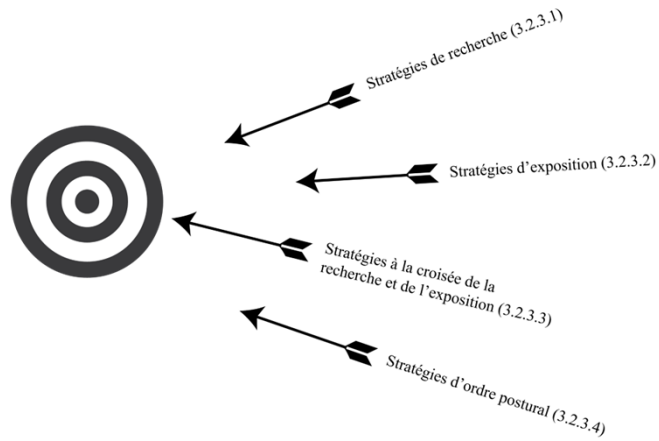 Stratégies de recherche (3.2.3.1)
Stratégies d’exposition (3.2.3.2)
Stratégies à la croisée de la
recherche et de l’exposition (3.2.3.3)
Stratégies d’ordre postural (3.2.3.4)